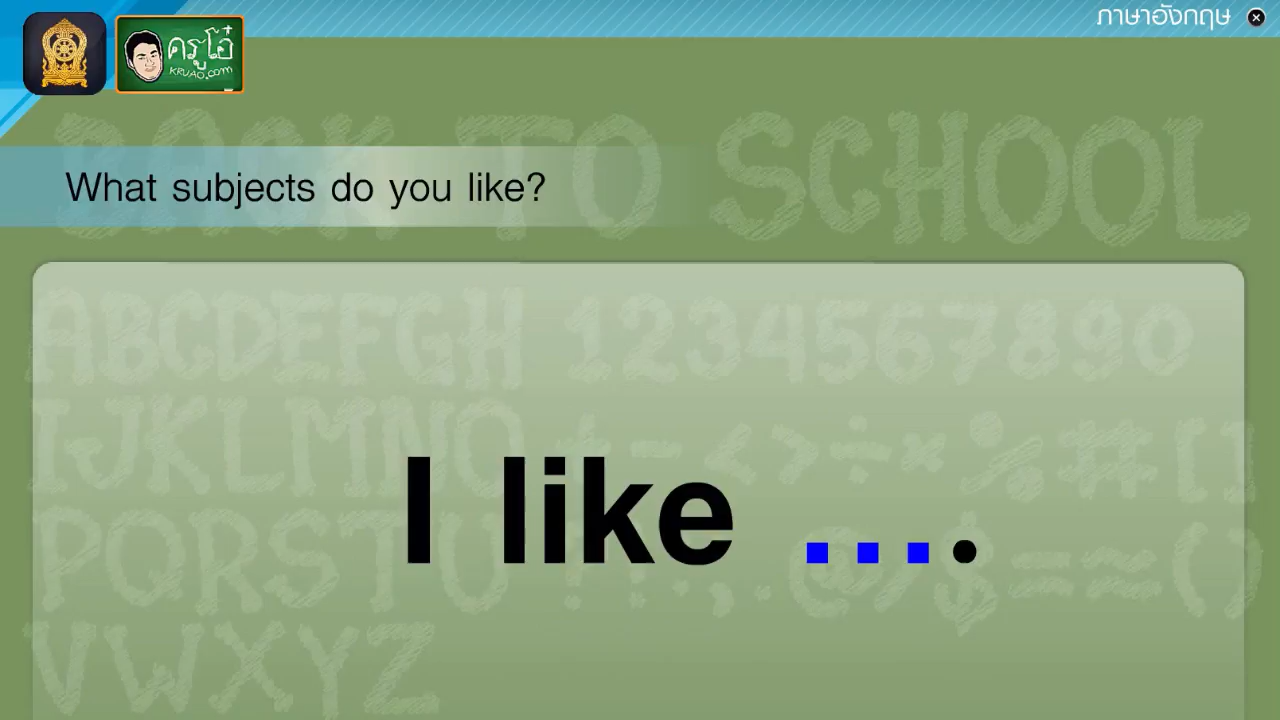 ภาษาอังกฤษ
ครูโอ๋
KRUAO.COM
BACK TO SCHOOL
What subjects do you like?
ABCDEFGH 1234567890
IJKLMNO + - < > ÷ × % # [ ]
I like ... .
PQRSTU
VWXYZ